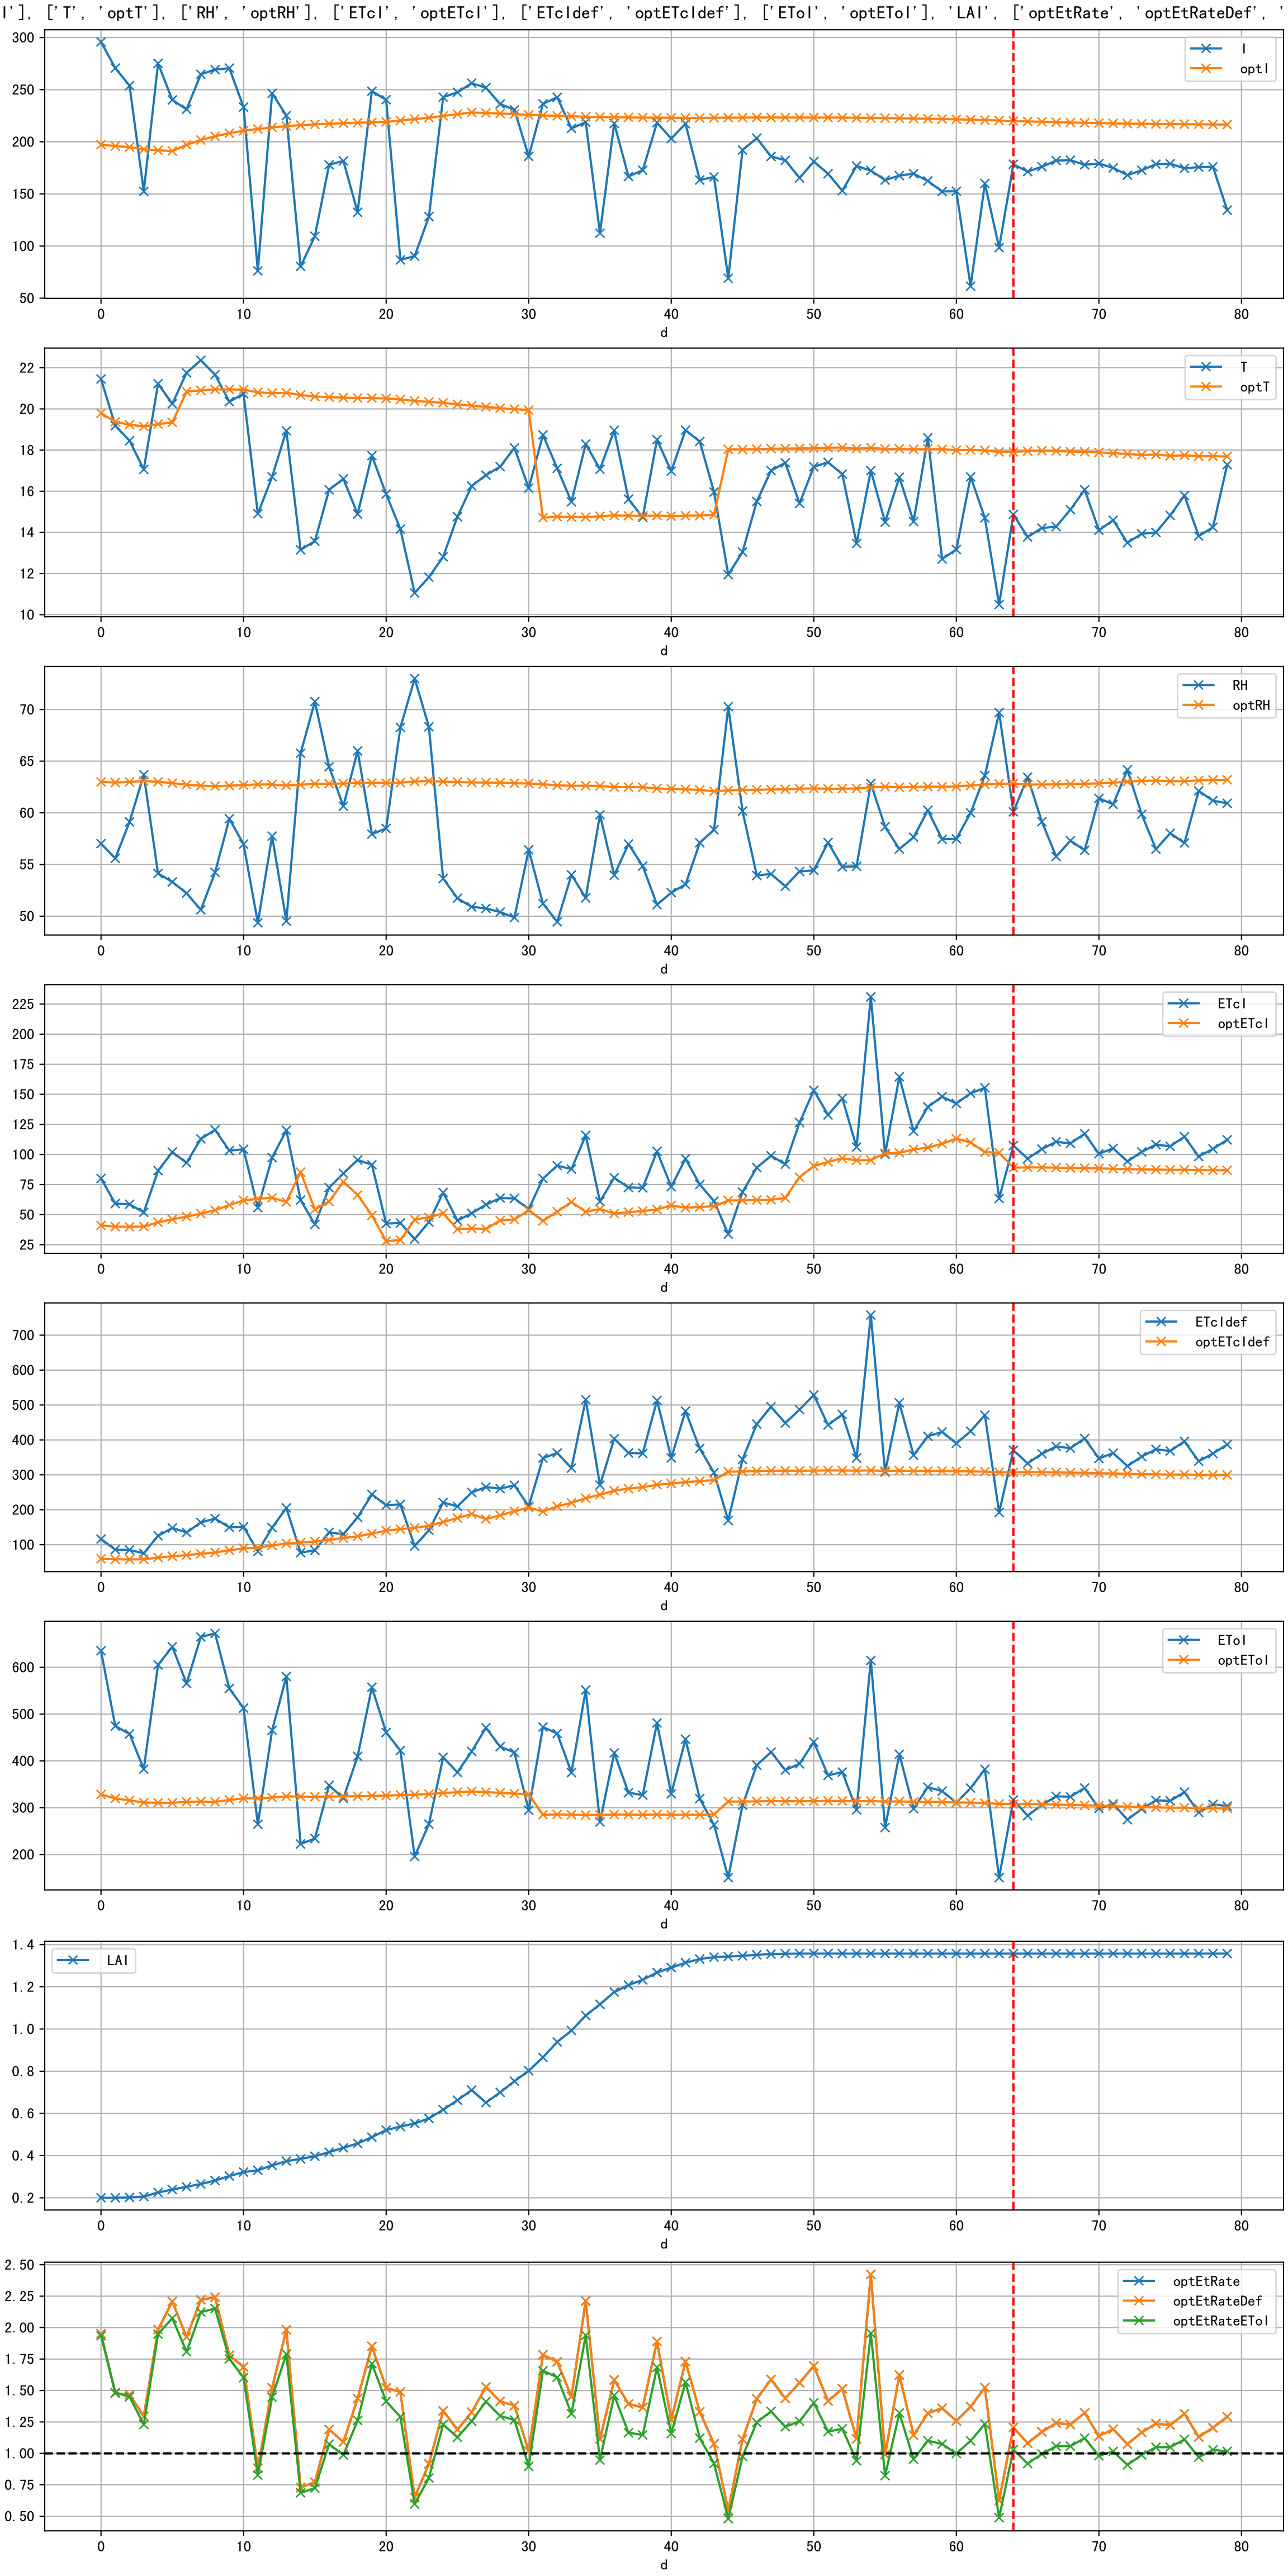 I'], ['T', 'optT'], ['RH', 'optRH'], ['ETcI', 'optETcI'], ['ETcIdef', 'optETcIdef'], ['EToI', 'optEToI'], 'LAI', ['optEtRate', 'optEtRateDef', '
I
optI
300
250
200
150
100
50
0 10 20 30 40 50 60 70 80
d
T
optT
22
20
18
16
14
12
10
0 10 20 30 40 50 60 70 80
d
RH
optRH
70
65
60
55
50
0 10 20 30 40 50 60 70 80
d
ETcI
optETcI
225
200
175
150
125
100
75
50
25
0 10 20 30 40 50 60 70 80
d
ETcIdef
optETcIdef
700
600
500
400
300
200
100
0 10 20 30 40 50 60 70 80
d
EToI
optEToI
600
500
400
300
200
0 10 20 30 40 50 60 70 80
d
LAI
1.4
1.2
1.0
0.8
0.6
0.4
0.2
0 10 20 30 40 50 60 70 80
d
optEtRate
optEtRateDef
optEtRateEToI
2.50
2.25
2.00
1.75
1.50
1.25
1.00
0.75
0.50
0 10 20 30 40 50 60 70 80
d